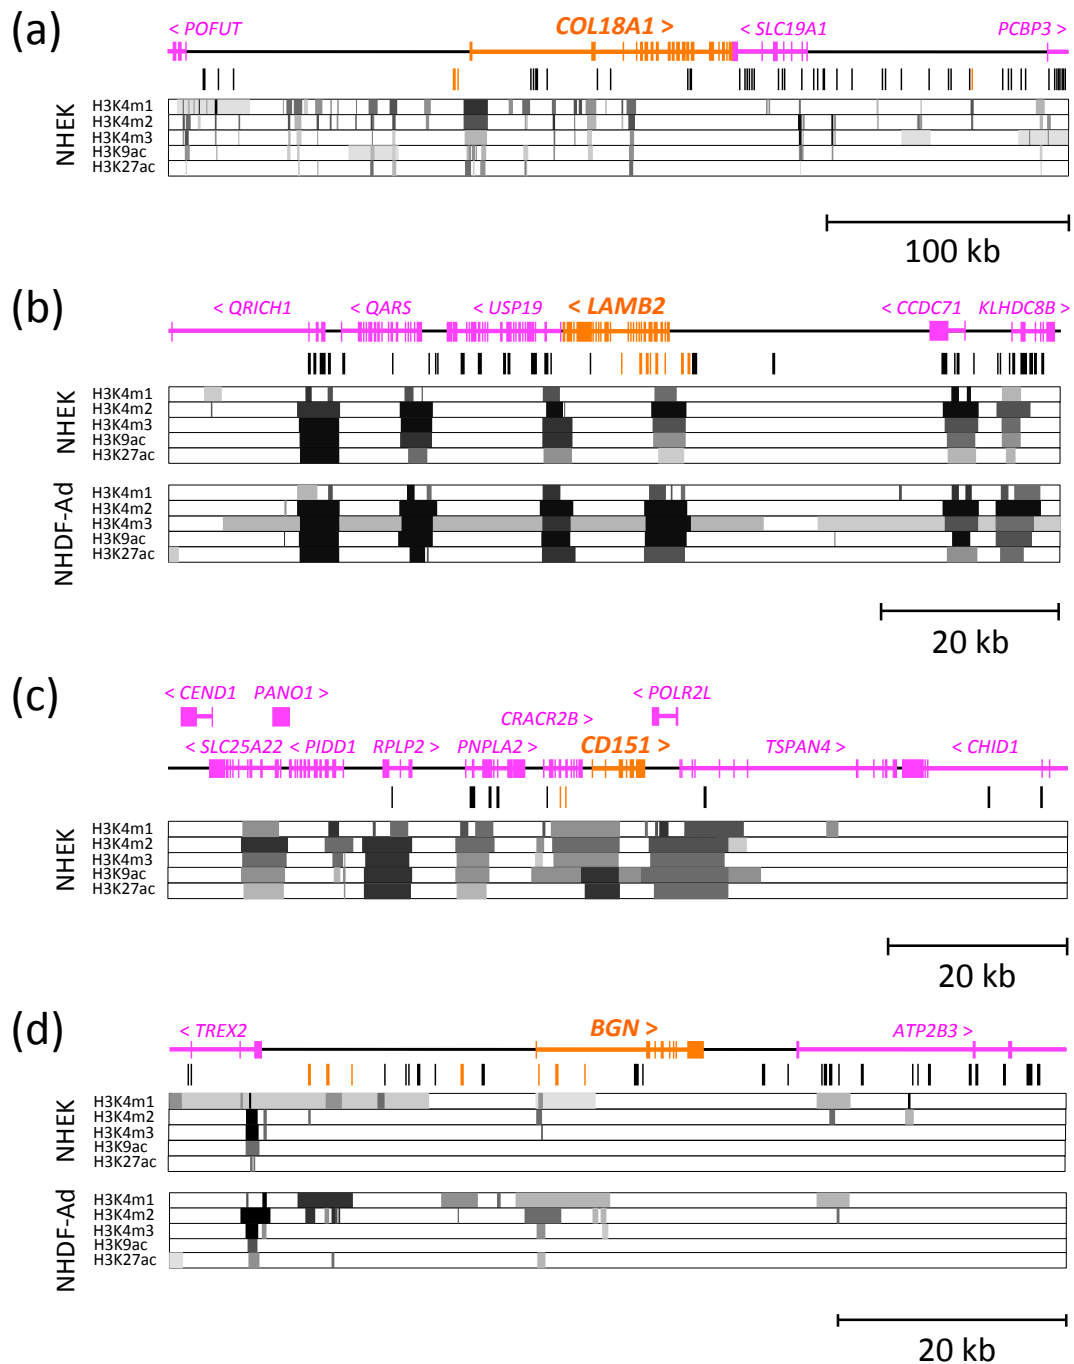 (a)
< POFUT
COL18A1 >
< SLC19A1
PCBP3 >
NHEK
H3K4m1
H3K4m2
H3K4m3
H3K9ac
H3K27ac
100 kb
(b)
< QRICH1
< QARS
< USP19
< LAMB2
< CCDC71
KLHDC8B >
NHEK
H3K4m1
H3K4m2
H3K4m3
H3K9ac
H3K27ac
NHDF-Ad
H3K4m1
H3K4m2
H3K4m3
H3K9ac
H3K27ac
20 kb
(c)
< CEND1
PANO1 >
< POLR2L
CRACR2B >
< SLC25A22
< PIDD1
RPLP2 >
PNPLA2 >
CD151 >
TSPAN4 >
< CHID1
NHEK
H3K4m1
H3K4m2
H3K4m3
H3K9ac
H3K27ac
20 kb
(d)
< TREX2
BGN >
ATP2B3 >
NHEK
H3K4m1
H3K4m2
H3K4m3
H3K9ac
H3K27ac
NHDF-Ad
H3K4m1
H3K4m2
H3K4m3
H3K9ac
H3K27ac
20 kb